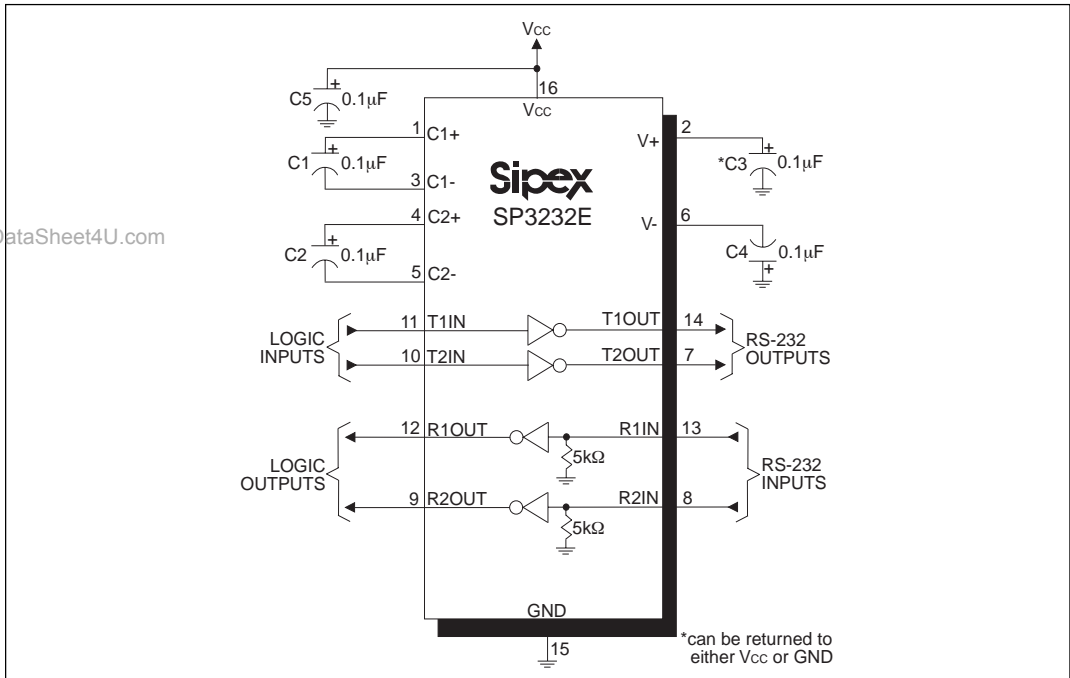 VCC
C5
+
0.1µF
16
VCC
1
C1+
2
V+
C1
+
0.1µF
*C3
+
0.1µF
3
C1-
Sipex
SP3232E
4
C2+
6
V-
DataSheet4U.com
C2
+
0.1µF
C4
0.1µF
+
5
C2-
LOGIC
INPUTS
11
T1IN
T1OUT
14
10
T2IN
T2OUT
7
RS-232
OUTPUTS
LOGIC
OUTPUTS
12
R1OUT
R1IN
13
5kΩ
9
R2OUT
R2IN
8
5kΩ
RS-232
INPUTS
GND
15
*can be returned to
either VCC or GND